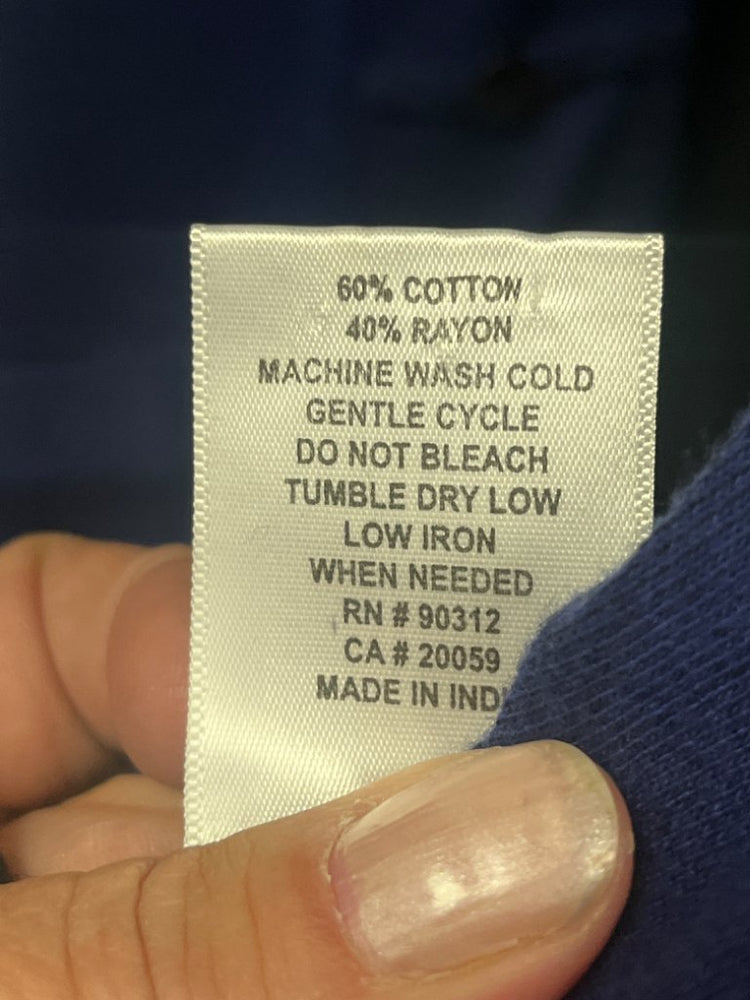 60% COTTON
40% RAYON
MACHINE WASH COLD
GENTLE CYCLE
DO NOT BLEACH
TUMBLE DRY LOW
LOW IRON
WHEN NEEDED
RN # 90312
CA # 20059
MADE IN